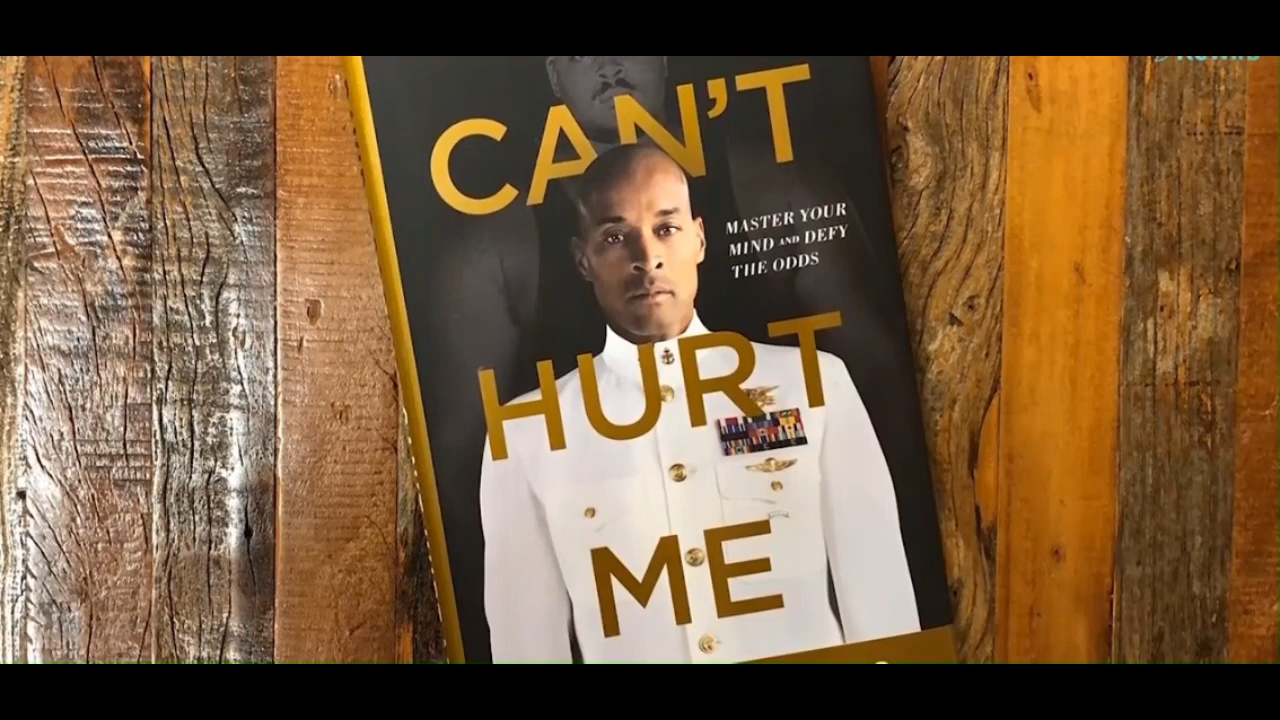 CAN'T
MASTER YOUR
MIND AND DEFY
THE ODDS
HURT
ME